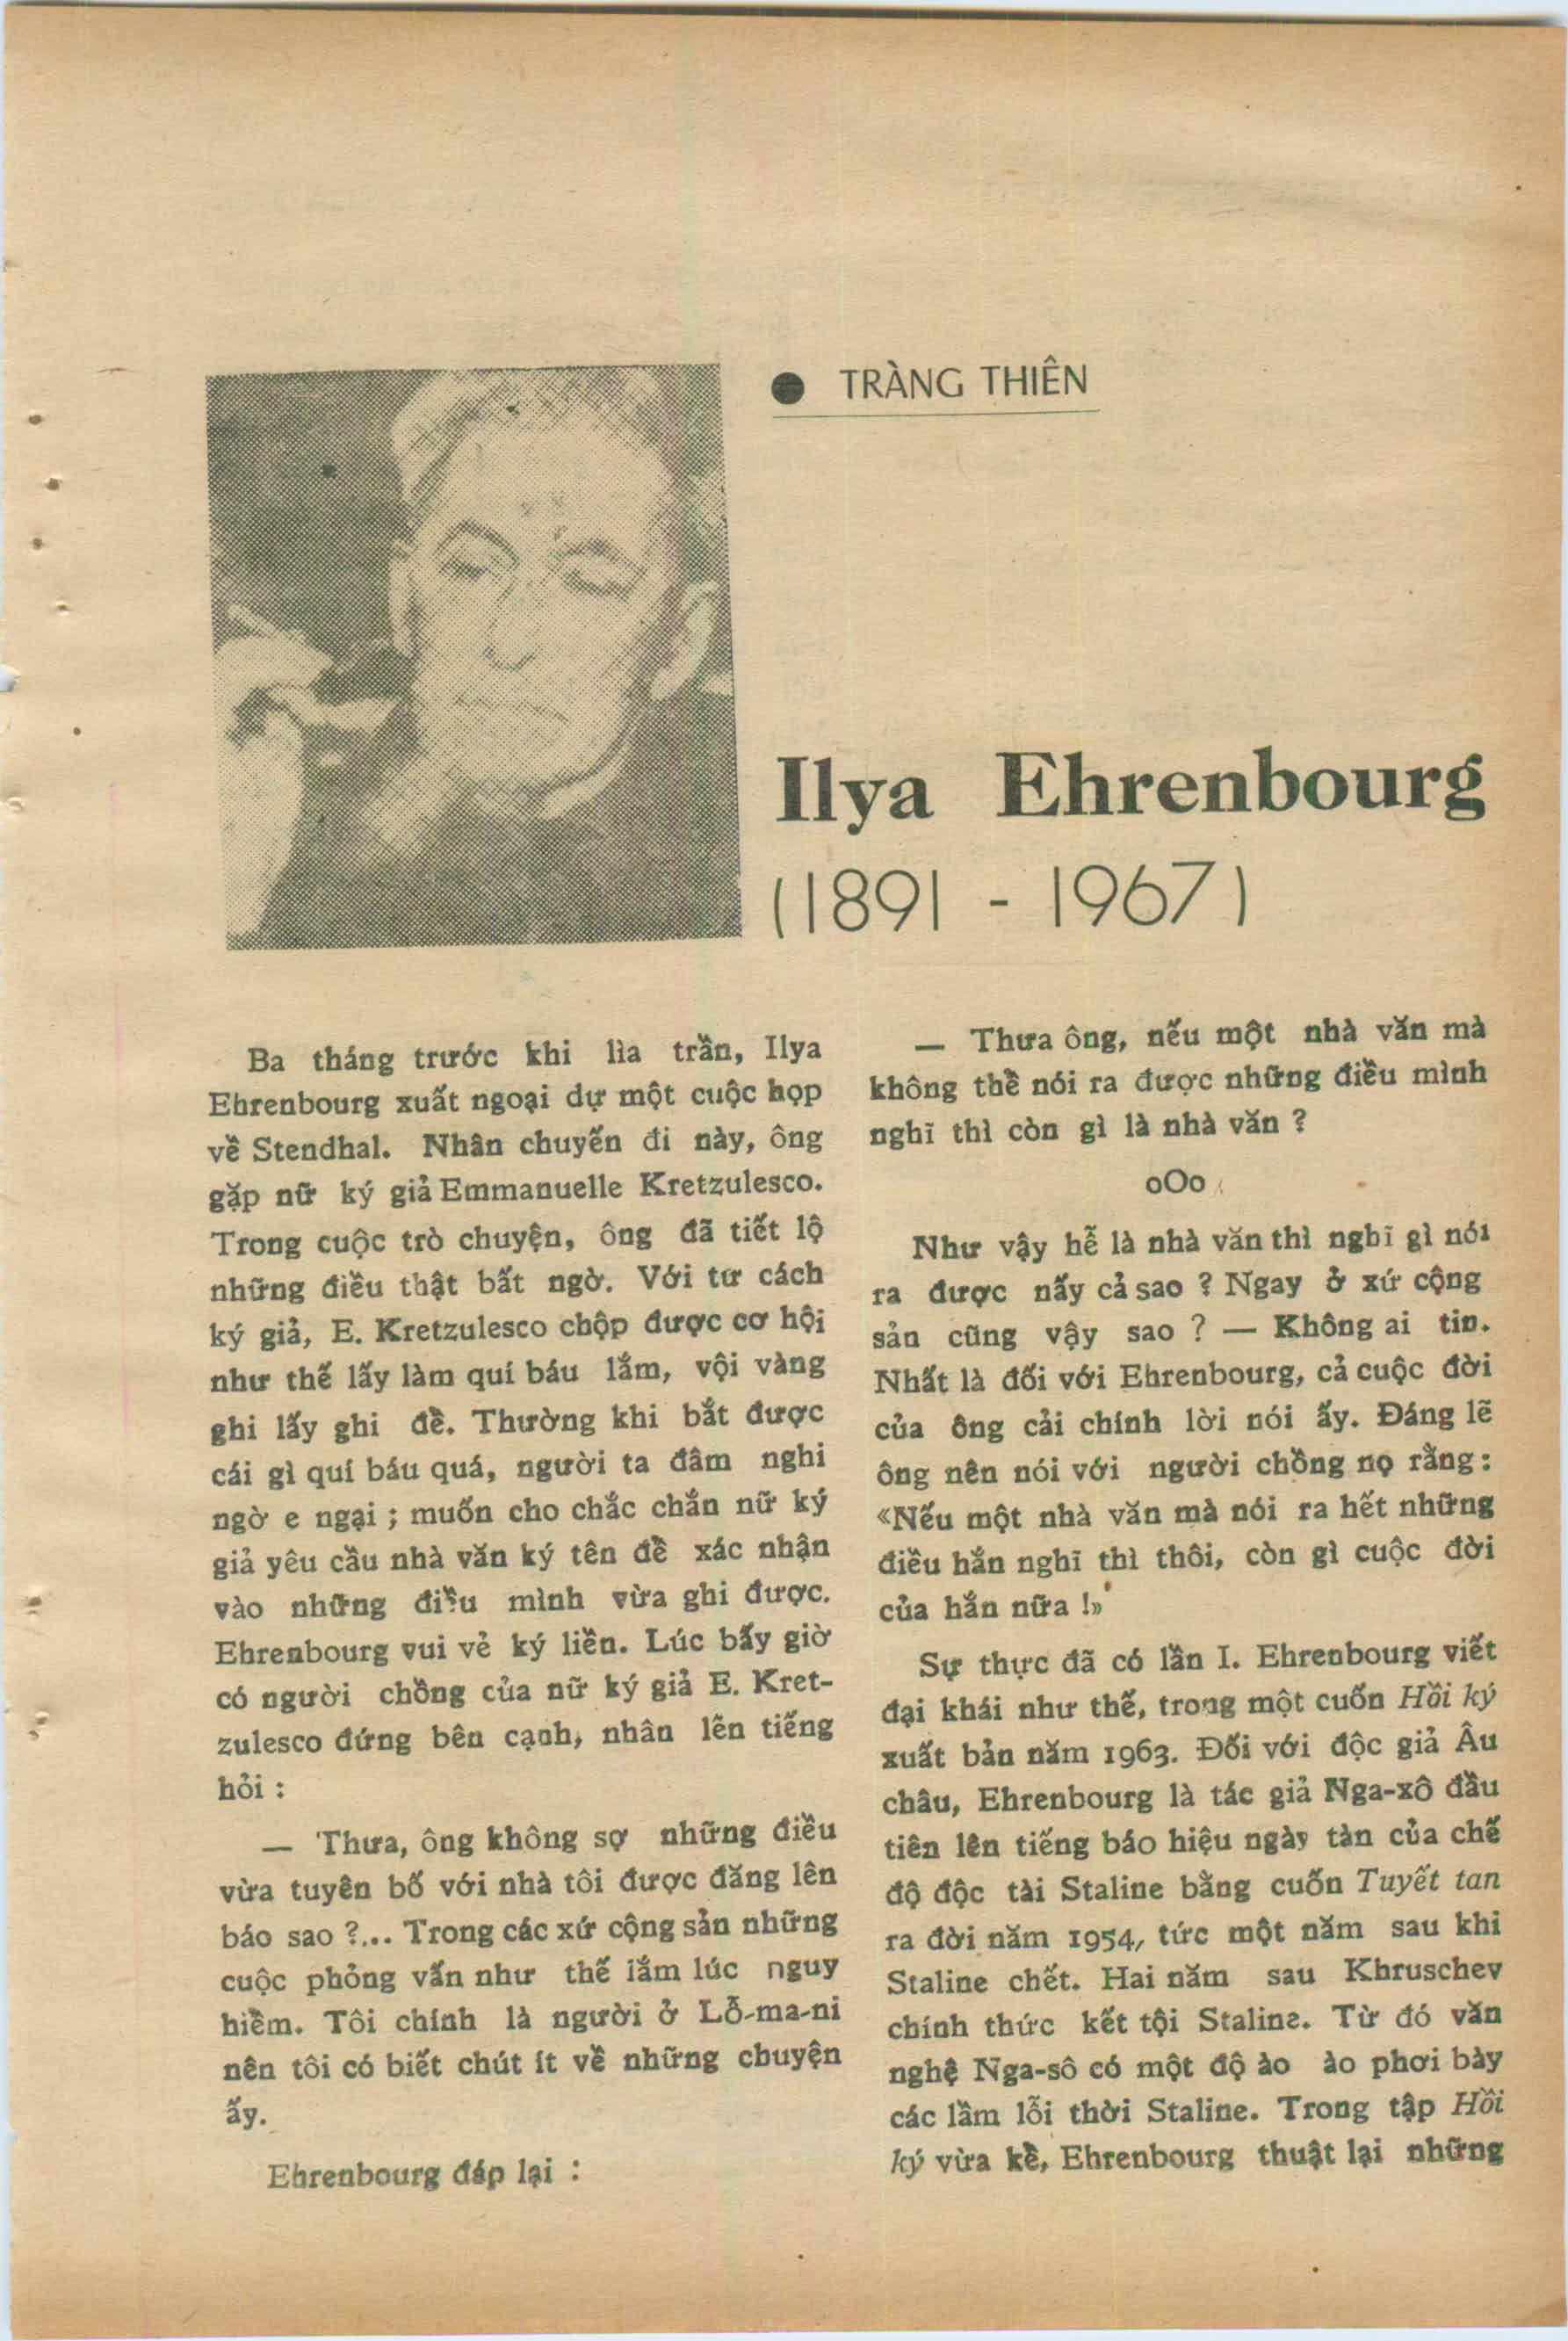 ● TRÀNG THIÊN
Ilya Ehrenbourg
(1891 - 1967)
Ba tháng trước khi lìa trần, Ilya
Ehrenbourg xuất ngoại dự một cuộc họp
về Stendhal. Nhân chuyến đi này, ông
gặp nữ ký giả Emmanuelle Kretzulesco.
Trong cuộc trò chuyện, ông đã tiết lộ
những điều thật bất ngờ. Với tư cách
ký giả, E. Kretzulesco chộp được cơ hội
như thế lấy làm quí báu lắm, vội vàng
ghi lấy ghi để. Thường khi bắt được
cái gì quí báu quá, người ta đâm nghi
ngờ e ngại ; muốn cho chắc chắn nữ ký
giả yêu cầu nhà văn ký tên để xác nhận
vào những điều mình vừa ghi được.
Ehrenbourg vui vẻ ký liền. Lúc bấy giờ
có người chồng của nữ ký giả E. Kret-
zulesco đứng bên cạnh, nhân lên tiếng
hỏi :
— Thưa, ông không sợ những điều
vừa tuyên bố với nhà tôi được đăng lên
báo sao ?... Trong các xứ cộng sản những
cuộc phỏng vấn như thế lắm lúc nguy
hiểm. Tôi chính là người ở Lỗ-ma-ni
nên tôi có biết chút ít về những chuyện
ấy.
Ehrenbourg đáp lại :
— Thưa ông, nếu một nhà văn mà
không thể nói ra được những điều mình
nghĩ thì còn gì là nhà văn ?
oOo
Như vậy hễ là nhà văn thì nghĩ gì nói
ra được nấy cả sao ? Ngay ở xứ cộng
sản cũng vậy sao ? — Không ai tin.
Nhất là đối với Ehrenbourg, cả cuộc đời
của ông cải chính lời nói ấy. Đáng lẽ
ông nên nói với người chồng nọ rằng:
«Nếu một nhà văn mà nói ra hết những
điều hắn nghĩ thì thôi, còn gì cuộc đời
của hắn nữa !»
Sự thực đã có lần I. Ehrenbourg viết
đại khái như thế, trong một cuốn Hồi ký
xuất bản năm 1963. Đối với độc giả Âu
châu, Ehrenbourg là tác giả Nga-xô đầu
tiên lên tiếng báo hiệu ngày tàn của chế
độ độc tài Staline bằng cuốn Tuyết tan
ra đời năm 1954, tức một năm sau khi
Staline chết. Hai năm sau Khruschev
chính thức kết tội Staline. Từ đó văn
nghệ Nga-sô có một độ ào ào phơi bày
các lầm lỗi thời Staline. Trong tập Hồi
ký vừa kể, Ehrenbourg thuật lại những